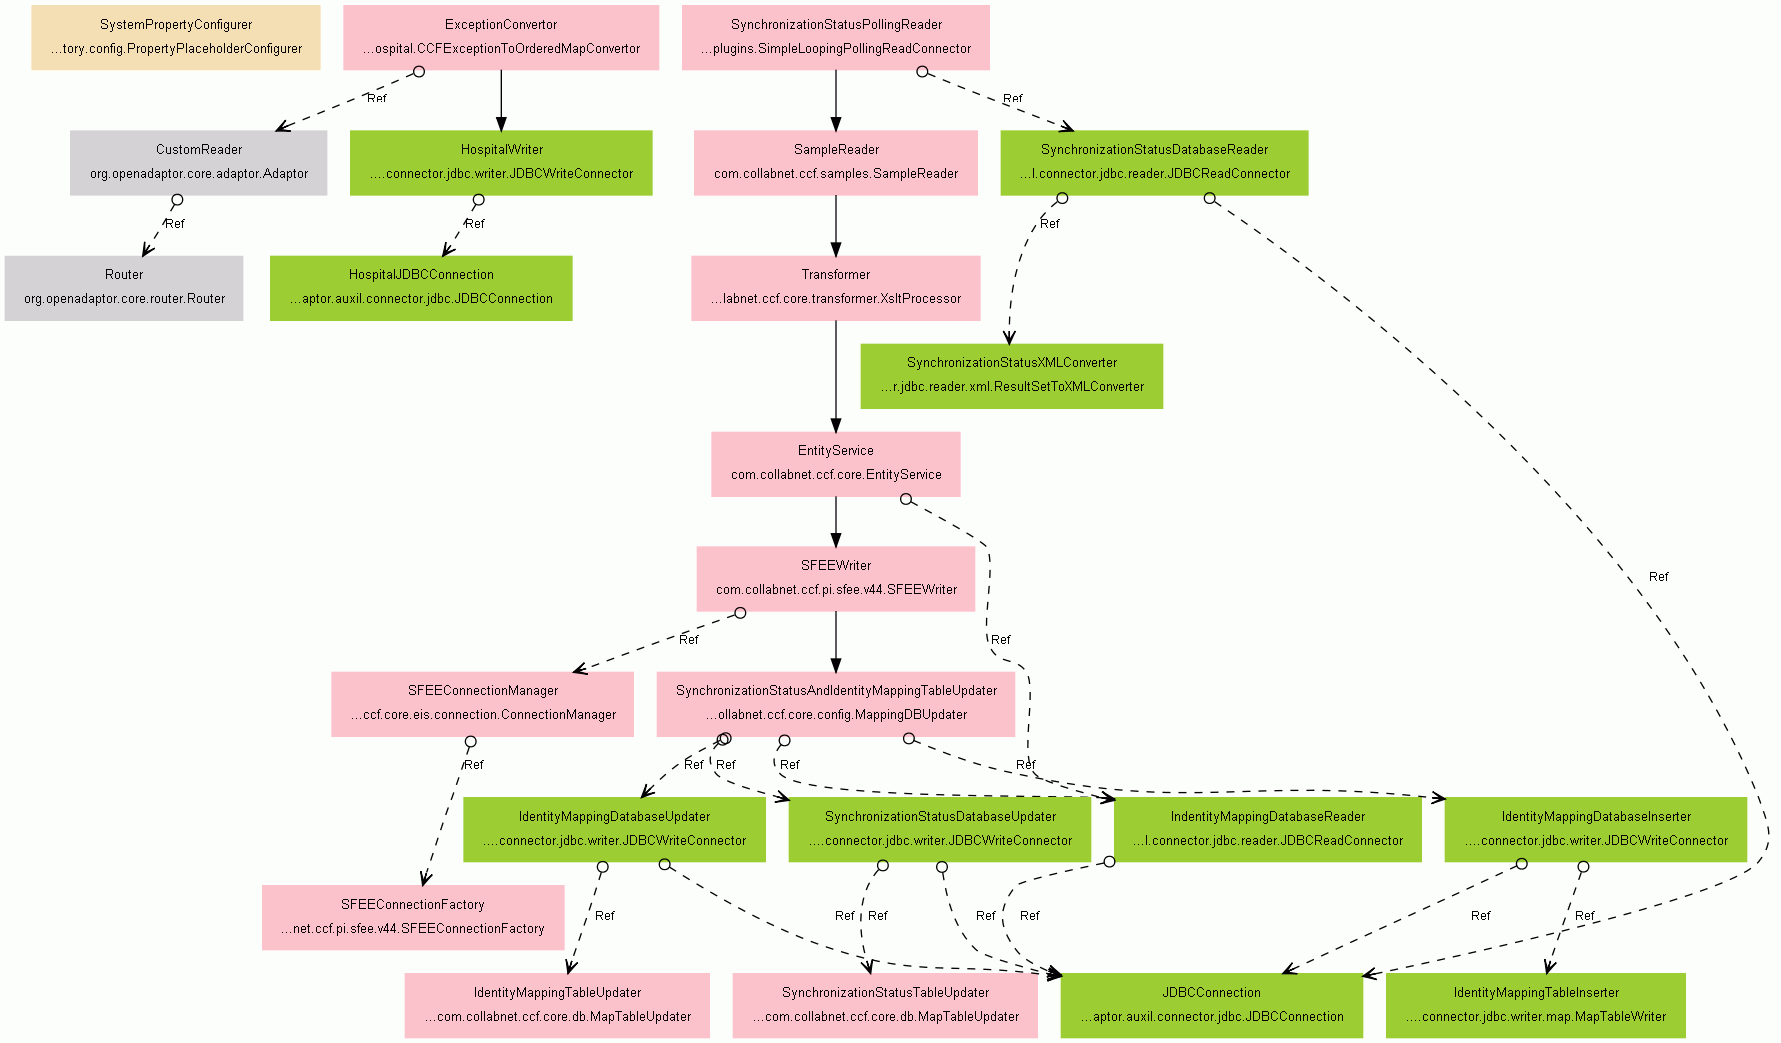 SystemPropertyConfigurer
...tory.config.PropertyPlaceholderConfigurer
ExceptionConvertor
...ospital.CCFExceptionToOrderedMapConvertor
SynchronizationStatusPollingReader
...plugins.SimpleLoopingPollingReadConnector
Ref
Ref
CustomReader
org.openadaptor.core.adaptor.Adaptor
HospitalWriter
....connector.jdbc.writer.JDBCWriteConnector
SampleReader
com.collabnet.ccf.samples.SampleReader
SynchronizationStatusDatabaseReader
...l.connector.jdbc.reader.JDBCReadConnector
Ref
Ref
Ref
Router
org.openadaptor.core.router.Router
HospitalJDBCConnection
...aptor.auxil.connector.jdbc.JDBCConnection
Transformer
...labnet.ccf.core.transformer.XsltProcessor
SynchronizationStatusXMLConverter
...r.jdbc.reader.xml.ResultSetToXMLConverter
EntityService
com.collabnet.ccf.core.EntityService
SFEEWriter
com.collabnet.ccf.pi.sfee.v44.SFEEWriter
Ref
Ref
Ref
SFEEConnectionManager
...ccf.core.eis.connection.ConnectionManager
SynchronizationStatusAndIdentityMappingTableUpdater
...ollabnet.ccf.core.config.MappingDBUpdater
Ref
Ref
Ref
Ref
Ref
IdentityMappingDatabaseUpdater
....connector.jdbc.writer.JDBCWriteConnector
SynchronizationStatusDatabaseUpdater
....connector.jdbc.writer.JDBCWriteConnector
IndentityMappingDatabaseReader
...l.connector.jdbc.reader.JDBCReadConnector
IdentityMappingDatabaseInserter
....connector.jdbc.writer.JDBCWriteConnector
SFEEConnectionFactory
...net.ccf.pi.sfee.v44.SFEEConnectionFactory
Ref
Ref
Ref
Ref
Ref
Ref
Ref
IdentityMappingTableUpdater
...com.collabnet.ccf.core.db.MapTableUpdater
SynchronizationStatusTableUpdater
...com.collabnet.ccf.core.db.MapTableUpdater
JDBCConnection
...aptor.auxil.connector.jdbc.JDBCConnection
IdentityMappingTableInserter
....connector.jdbc.writer.map.MapTableWriter